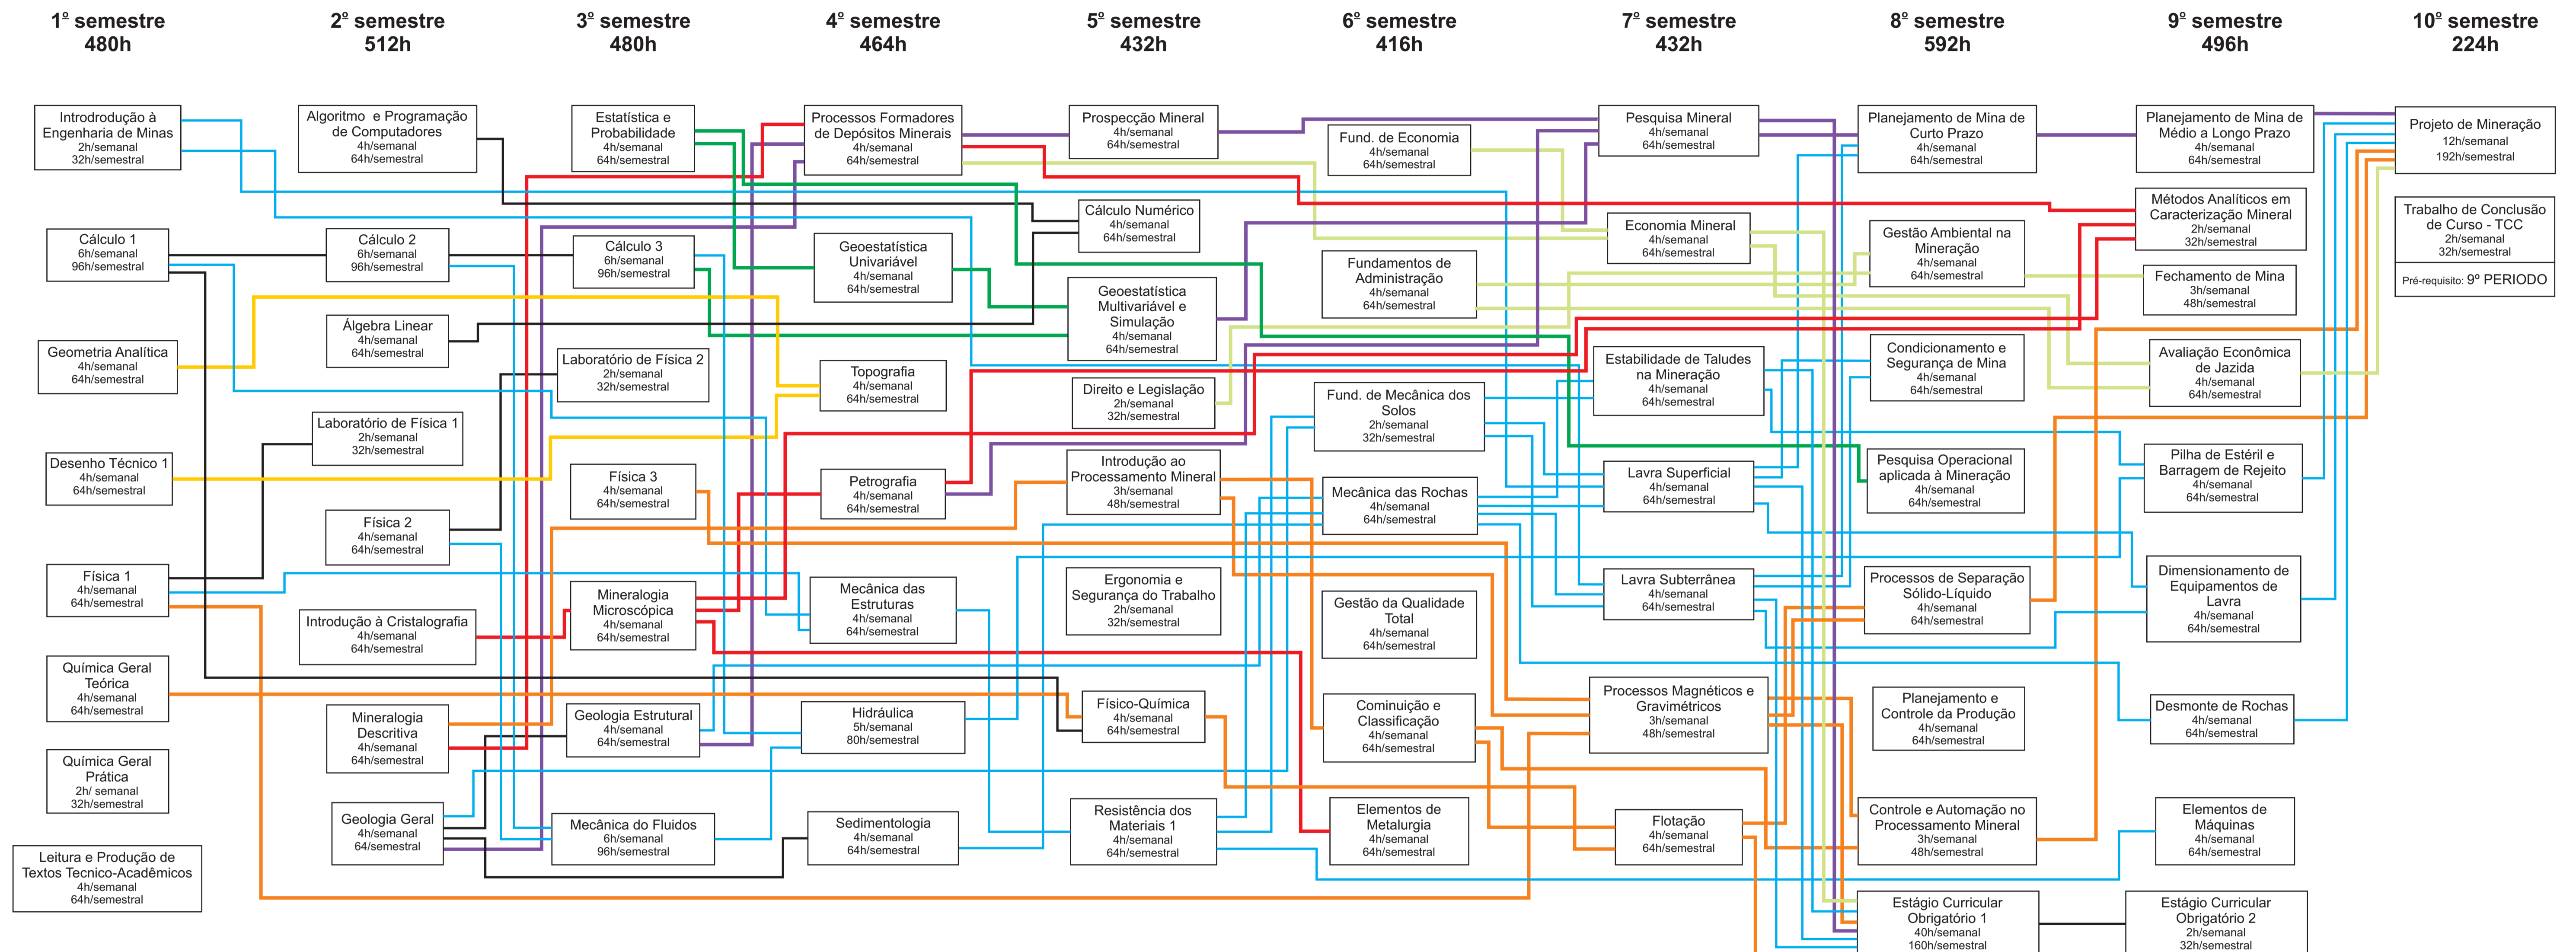 1º semestre
480h
Introdrodução à
Engenharia de Minas
2h/semanal
32h/semestral
Cálculo 1
6h/semanal
96h/semestral
Geometria Analítica
4h/semanal
64h/semestral
Desenho Técnico 1
4h/semanal
64h/semestral
Física 1
4h/semanal
64h/semestral
Química Geral
Teórica
4h/semanal
64h/semestral
Química Geral
Prática
2h/ semanal
32h/semestral
Leitura e Produção de
Textos Tecnico-Acadêmicos
4h/semanal
64h/semestral
2º semestre
512h
Algoritmo e Programação
de Computadores
4h/semanal
64h/semestral
Cálculo 2
6h/semanal
96h/semestral
Álgebra Linear
4h/semanal
64h/semestral
Laboratório de Física 1
2h/semanal
32h/semestral
Física 2
4h/semanal
64h/semestral
Introdução à Cristalografia
4h/semanal
64h/semestral
Mineralogia
Descritiva
4h/semanal
64h/semestral
Geologia Geral
4h/semanal
64/semestral
3º semestre
480h
Estatística e
Probabilidade
4h/semanal
64h/semestral
Cálculo 3
6h/semanal
96h/semestral
Laboratório de Física 2
2h/semanal
32h/semestral
Física 3
4h/semanal
64h/semestral
Mineralogia
Microscópica
4h/semanal
64h/semestral
Geologia Estrutural
4h/semanal
64h/semestral
Mecânica do Fluidos
6h/semanal
96h/semestral
4º semestre
464h
Processos Formadores
de Depósitos Minerais
4h/semanal
64h/semestral
Geoestatística
Univariável
4h/semanal
64h/semestral
Topografia
4h/semanal
64h/semestral
Petrografia
4h/semanal
64h/semestral
Mecânica das
Estruturas
4h/semanal
64h/semestral
Hidráulica
5h/semanal
80h/semestral
Sedimentologia
4h/semanal
64h/semestral
5º semestre
432h
Prospecção Mineral
4h/semanal
64h/semestral
Cálculo Numérico
4h/semanal
64h/semestral
Geoestatística
Multivariável e
Simulação
4h/semanal
64h/semestral
Direito e Legislação
2h/semanal
32h/semestral
Introdução ao
Processamento Mineral
3h/semanal
48h/semestral
Ergonomia e
Segurança do Trabalho
2h/semanal
32h/semestral
Físico-Química
4h/semanal
64h/semestral
Resistência dos
Materiais 1
4h/semanal
64h/semestral
6º semestre
416h
Fund. de Economia
4h/semanal
64h/semestral
Fundamentos de
Administração
4h/semanal
64h/semestral
Fund. de Mecânica dos
Solos
2h/semanal
32h/semestral
Mecânica das Rochas
4h/semanal
64h/semestral
Gestão da Qualidade
Total
4h/semanal
64h/semestral
Cominuição e
Classificação
4h/semanal
64h/semestral
Elementos de
Metalurgia
4h/semanal
64h/semestral
7º semestre
432h
Pesquisa Mineral
4h/semanal
64h/semestral
Economia Mineral
4h/semanal
64h/semestral
Estabilidade de Taludes
na Mineração
4h/semanal
64h/semestral
Lavra Superficial
4h/semanal
64h/semestral
Lavra Subterrânea
4h/semanal
64h/semestral
Processos Magnéticos e
Gravimétricos
3h/semanal
48h/semestral
Flotação
4h/semanal
64h/semestral
8º semestre
592h
Planejamento de Mina de
Curto Prazo
4h/semanal
64h/semestral
Gestão Ambiental na
Mineração
4h/semanal
64h/semestral
Condicionamento e
Segurança de Mina
4h/semanal
64h/semestral
Pesquisa Operacional
aplicada à Mineração
4h/semanal
64h/semestral
Processos de Separação
Sólido-Líquido
4h/semanal
64h/semestral
Planejamento e
Controle da Produção
4h/semanal
64h/semestral
Controle e Automação no
Processamento Mineral
3h/semanal
48h/semestral
Estágio Curricular
Obrigatório 1
40h/semanal
160h/semestral
9º semestre
496h
Planejamento de Mina de
Médio a Longo Prazo
4h/semanal
64h/semestral
Métodos Analíticos em
Caracterização Mineral
2h/semanal
32h/semestral
Fechamento de Mina
3h/semanal
48h/semestral
Avaliação Econômica
de Jazida
4h/semanal
64h/semestral
Pilha de Estéril e
Barragem de Rejeito
4h/semanal
64h/semestral
Dimensionamento de
Equipamentos de
Lavra
4h/semanal
64h/semestral
Desmonte de Rochas
4h/semanal
64h/semestral
Elementos de
Máquinas
4h/semanal
64h/semestral
Estágio Curricular
Obrigatório 2
2h/semanal
32h/semestral
10º semestre
224h
Projeto de Mineração
12h/semanal
192h/semestral
Trabalho de Conclusão
de Curso - TCC
2h/semanal
32h/semestral
Pré-requisito: 9º PERIODO